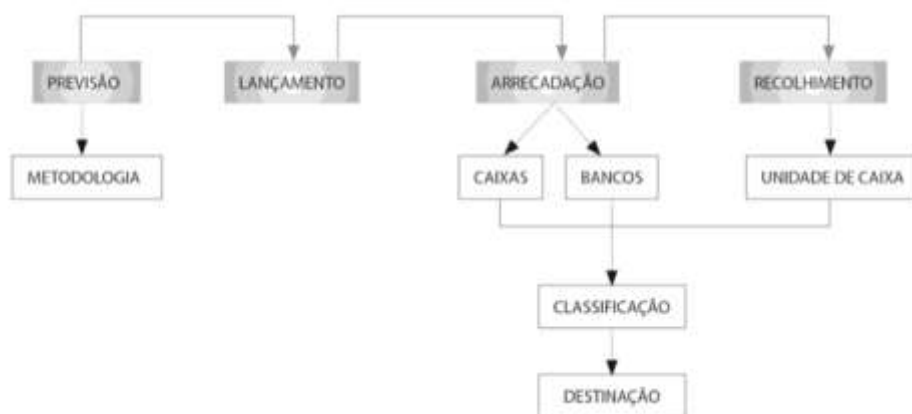 PREVISÃO
LANÇAMENTO
ARRECADAÇÃO
RECOLHIMENTO
METODOLOGIA
CAIXAS
BANCOS
UNIDADE DE CAIXA
CLASSIFICAÇÃO
DESTINAÇÃO